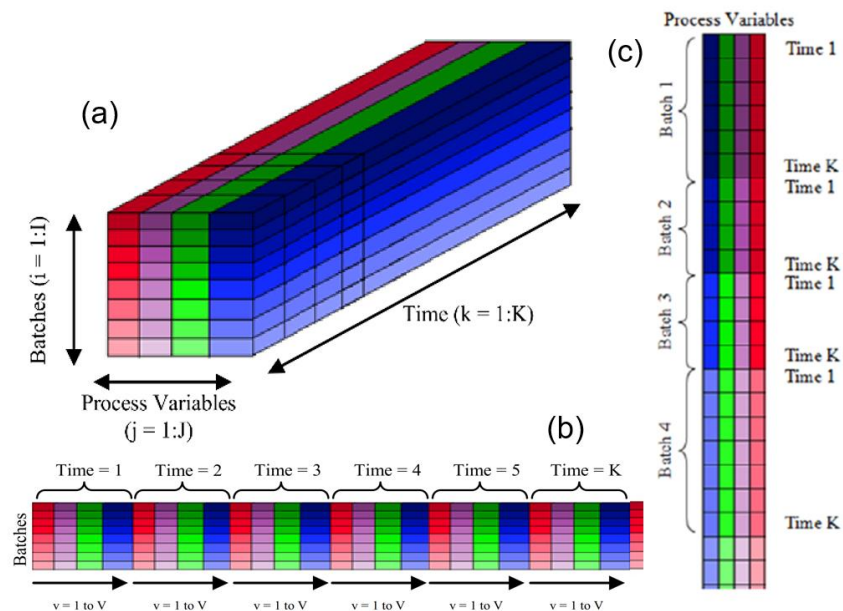 (a)
Batches (i = 1:I)
Time (k = 1:K)
Process Variables
(j = 1:J)
(b)
Time = 1 Time = 2 Time = 3 Time = 4 Time = 5 Time = K
Batches
v = 1 to V v = 1 to V v = 1 to V v = 1 to V v = 1 to V v = 1 to V
Process Variables
(c)
Batch 1
Time 1
Time K
Batch 2
Time 1
Time K
Batch 3
Time 1
Time K
Batch 4
Time 1
Time K